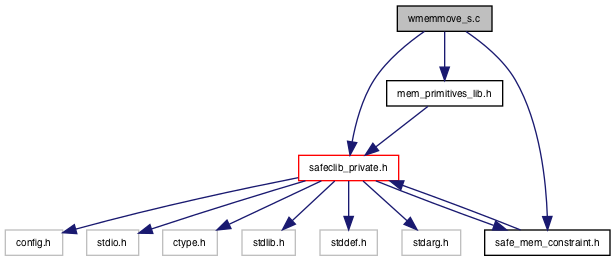 wmemmove_s.c
mem_primitives_lib.h
safeclib_private.h
config.h
stdio.h
ctype.h
stdlib.h
stddef.h
stdarg.h
safe_mem_constraint.h